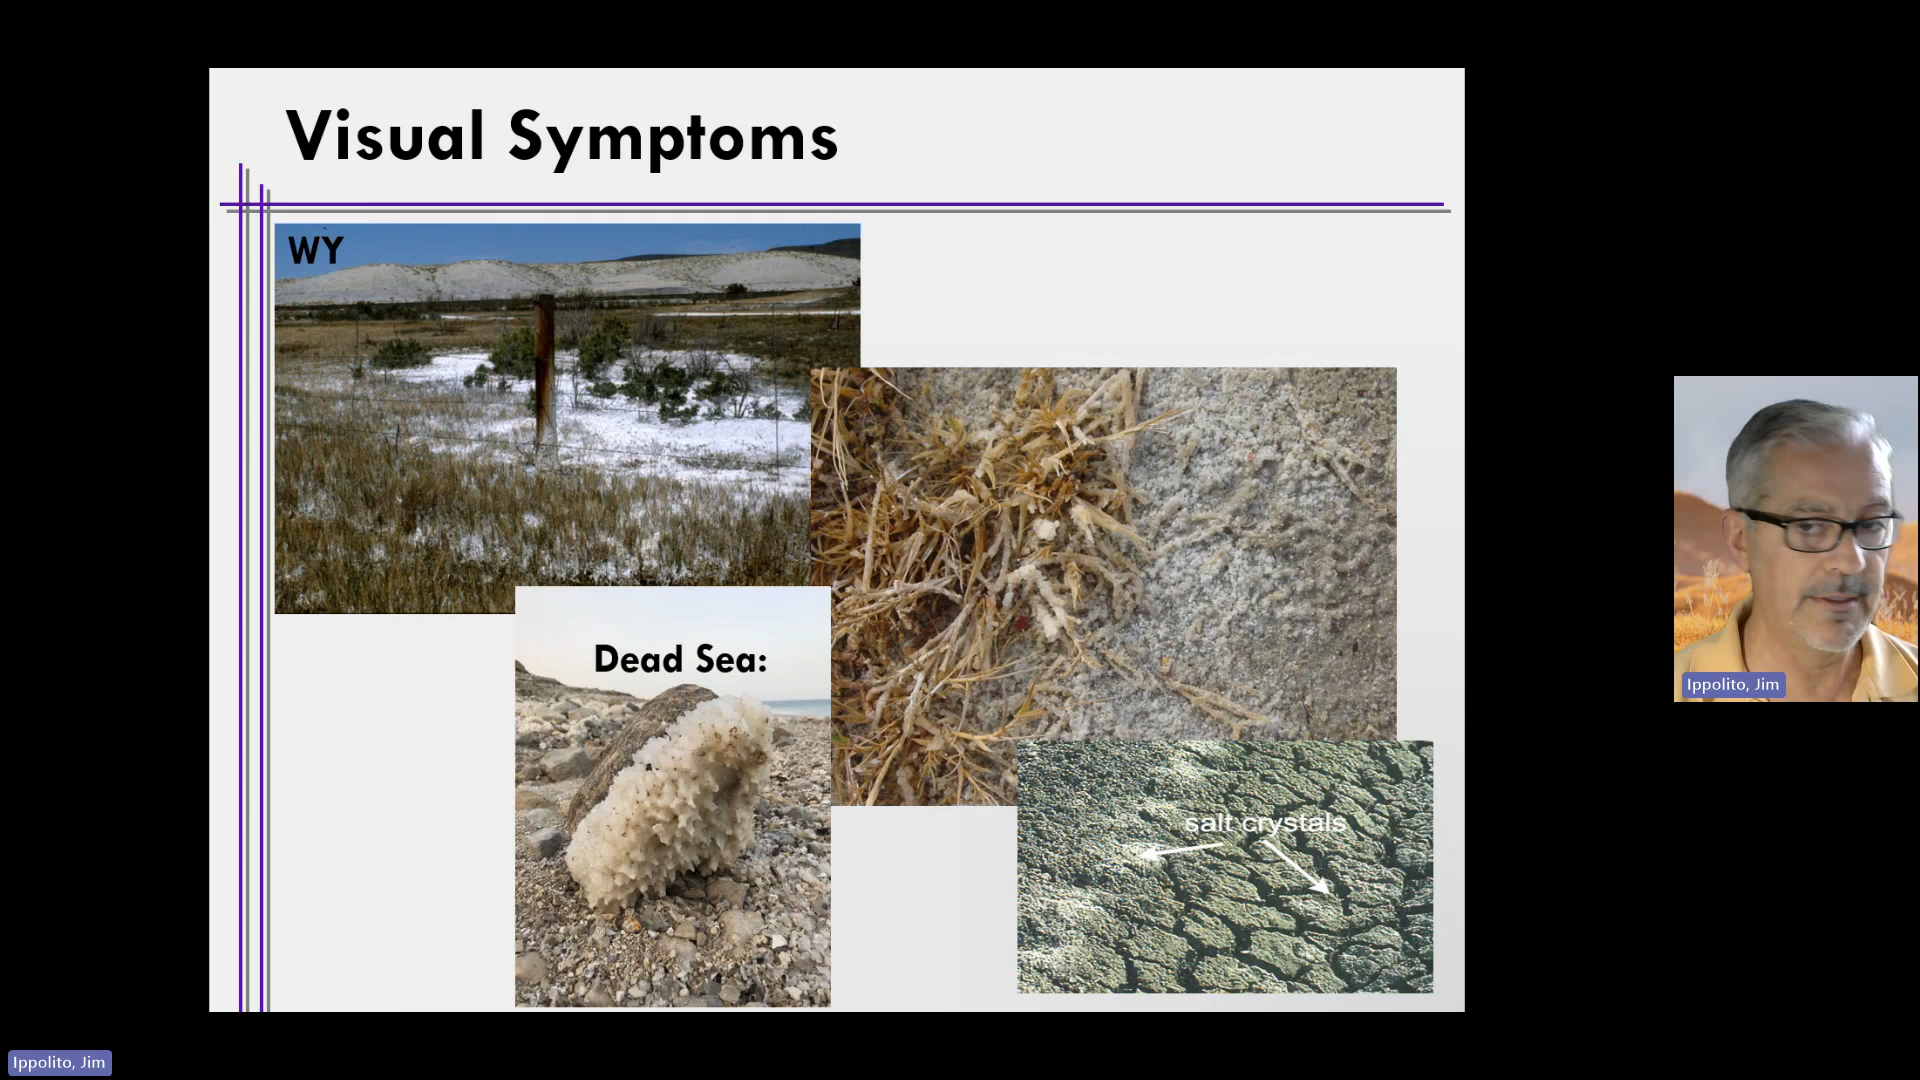 Visual Symptoms
WY
Dead Sea:
salt crystals
Ippolito, Jim
Ippolito, Jim